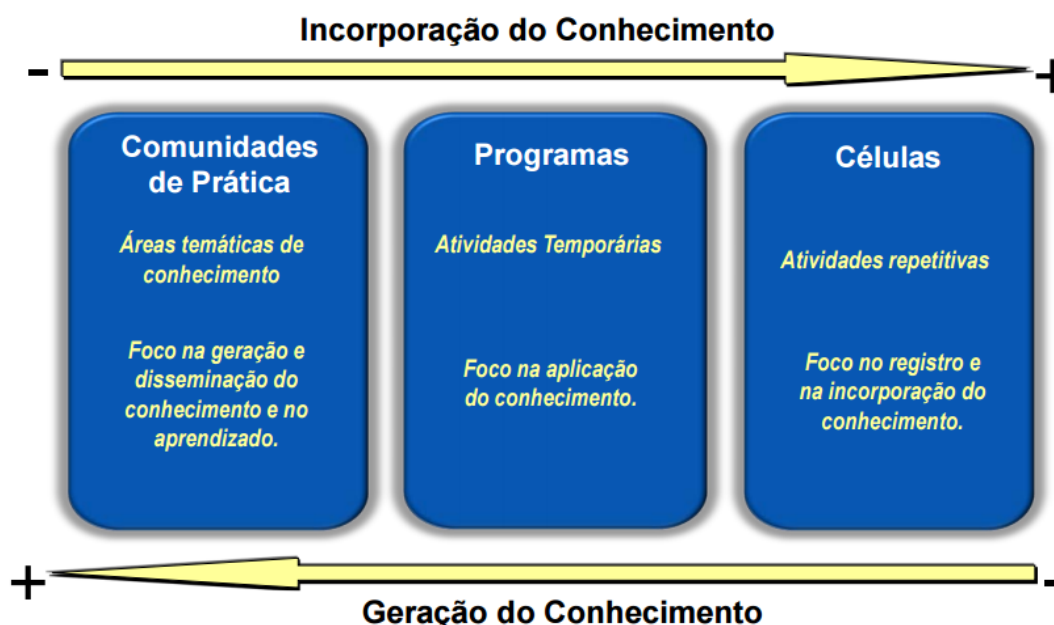 Incorporação do Conhecimento
- +
Comunidades
de Prática
Áreas temáticas de
conhecimento
Foco na geração e
disseminação do
conhecimento e no
aprendizado.
Programas
Atividades Temporárias
Foco na aplicação
do conhecimento.
Células
Atividades repetitivas
Foco no registro e
na incorporação do
conhecimento.
+ -
Geração do Conhecimento